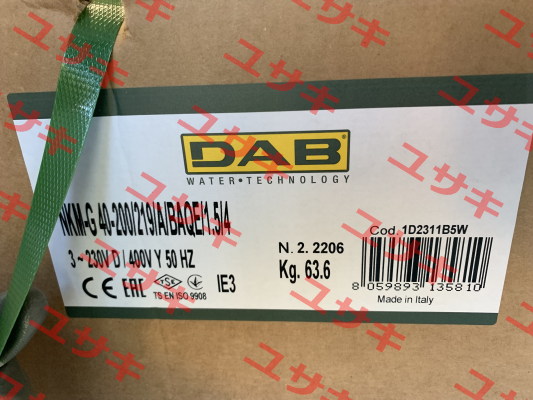 DAB
WATER•TECHNOLOGY
NKM-G 40-200/219/A/BAQE/1.5/4
3 ~ 230V D / 400V Y 50 HZ
CE EAC TSE IE3
TS EN ISO 9908
N. 2. 2206
Kg. 63.6
Cod. 1D2311B5W
8 059893 135810
Made in Italy
ユサキ